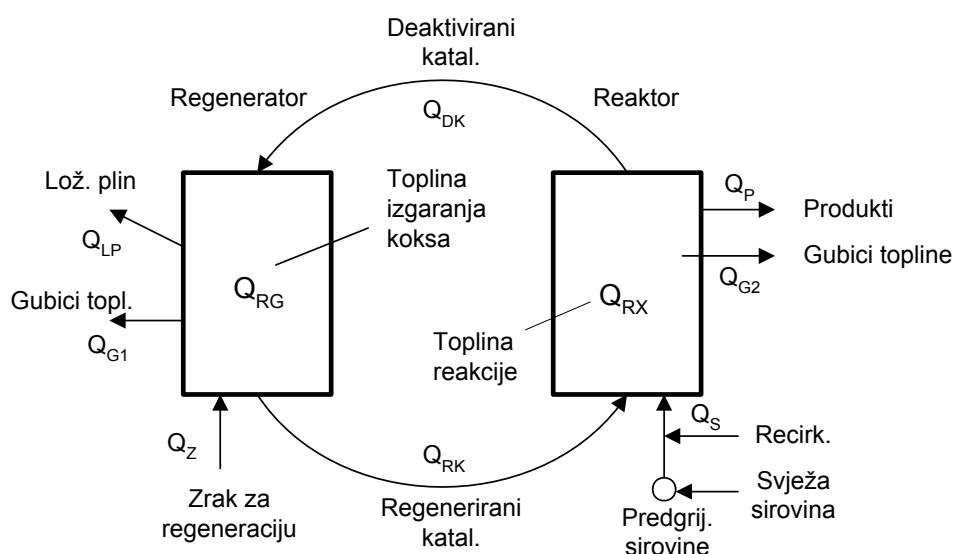 Deaktivirani
katal.
Regenerator
Reaktor
Q_DK
Lož. plin
Toplina
izgaranja
koksa
Q_P
Produkti
Q_LP
Gubici topline
Q_G2
Q_RG
Q_RX
Gubici topl.
Q_G1
Toplina
reakcije
Q_S
Recirk.
Q_Z
Q_RK
Zrak za
regeneraciju
Regenerirani
katal.
Svježa
sirovina
Predgrij.
sirovine